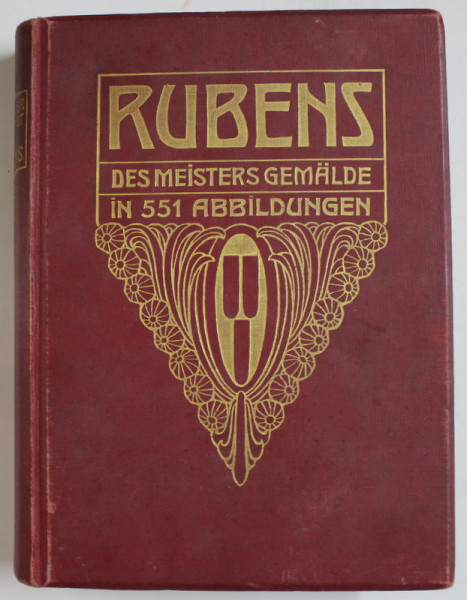 RUBENS
DES MEISTERS GEMÄLDE
IN 551 ABBILDUNGEN